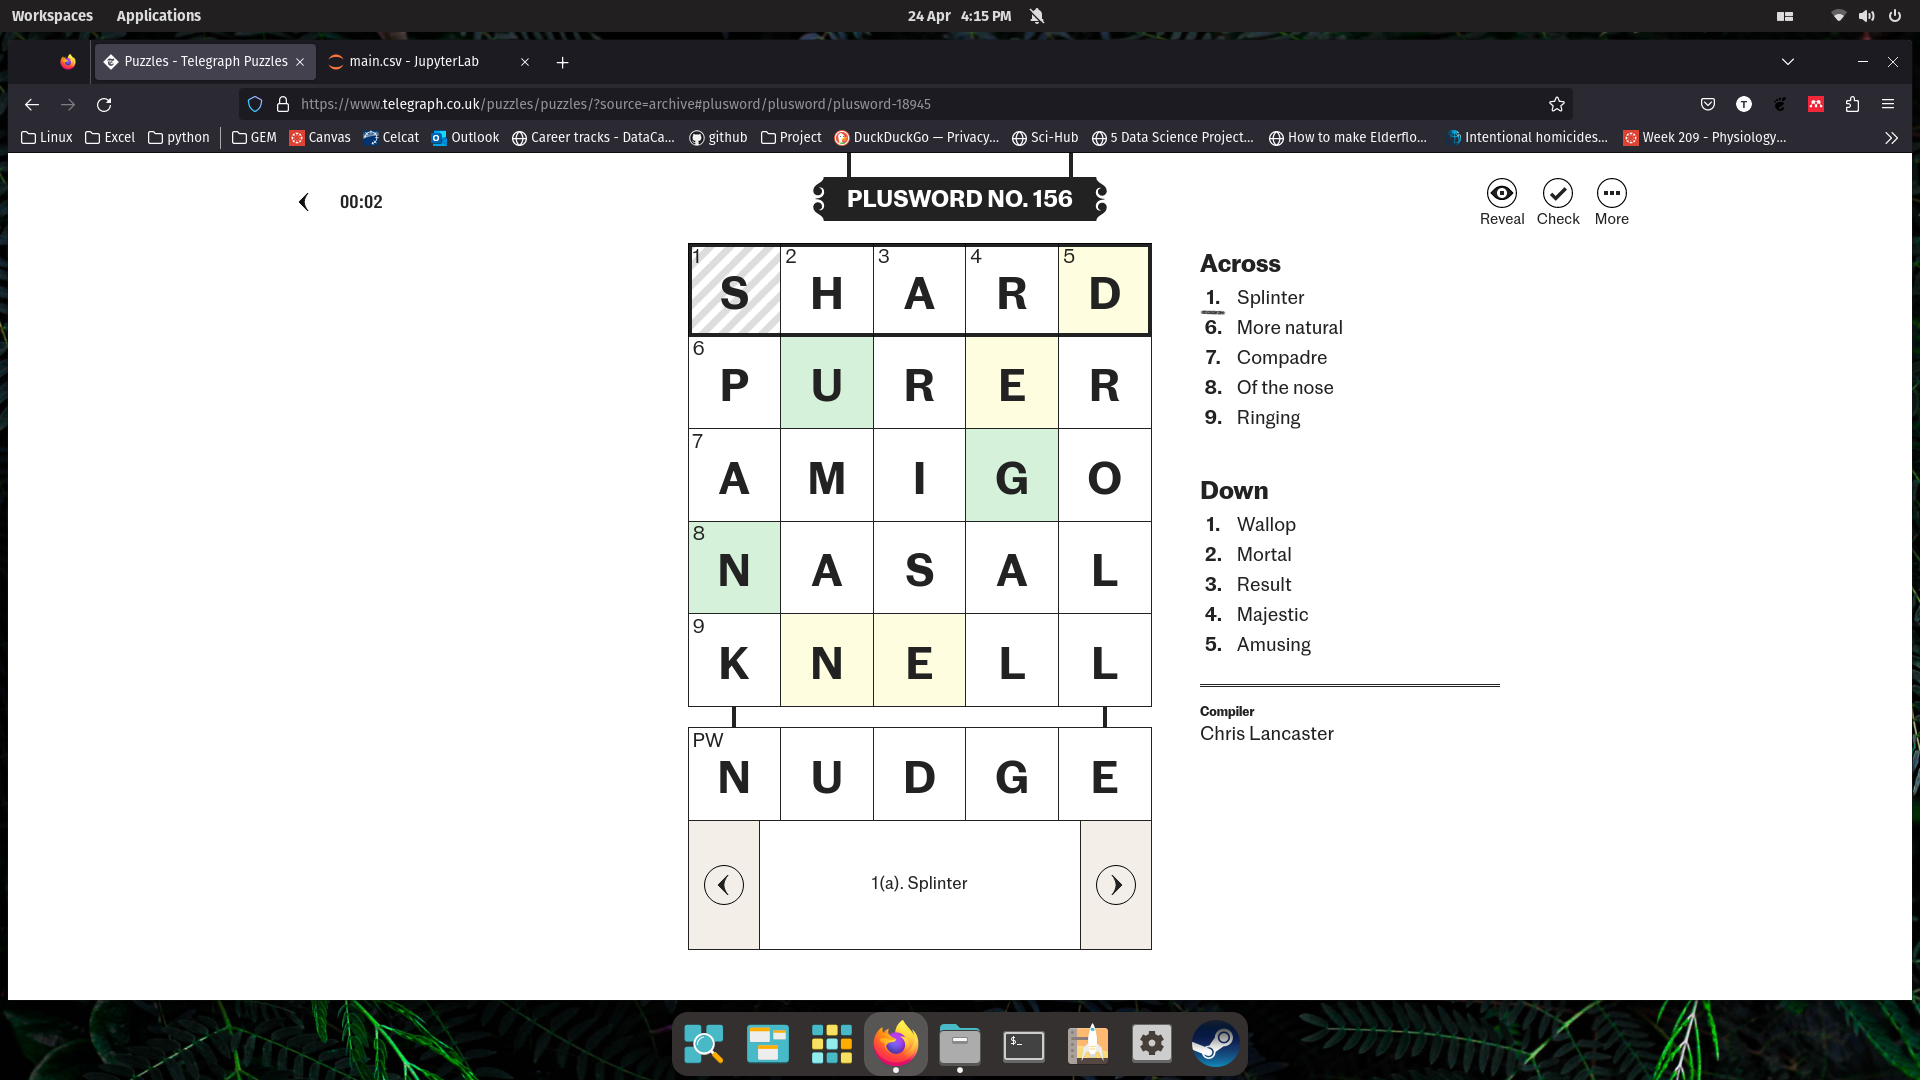 Workspaces Applications 24 Apr 4:15 PM
Puzzles - Telegraph Puzzles main.csv - JupyterLab
https://www.telegraph.co.uk/puzzles/puzzles/?source=archive#plusword/plusword/plusword-18945
Linux Excel python GEM Canvas Celcat Outlook Career tracks - DataCa... github Project DuckDuckGo — Privacy... Sci-Hub 5 Data Science Project... How to make Elderflo... Intentional homicides... Week 209 - Physiology...
00:02
PLUSWORD NO. 156
Reveal Check More
1 S 2 H 3 A 4 R 5 D
6 P U R E R
7 A M I G O
8 N A S A L
9 K N E L L
PW N U D G E
1(a). Splinter
Across
1. Splinter
6. More natural
7. Compadre
8. Of the nose
9. Ringing
Down
1. Wallop
2. Mortal
3. Result
4. Majestic
5. Amusing
Compiler
Chris Lancaster